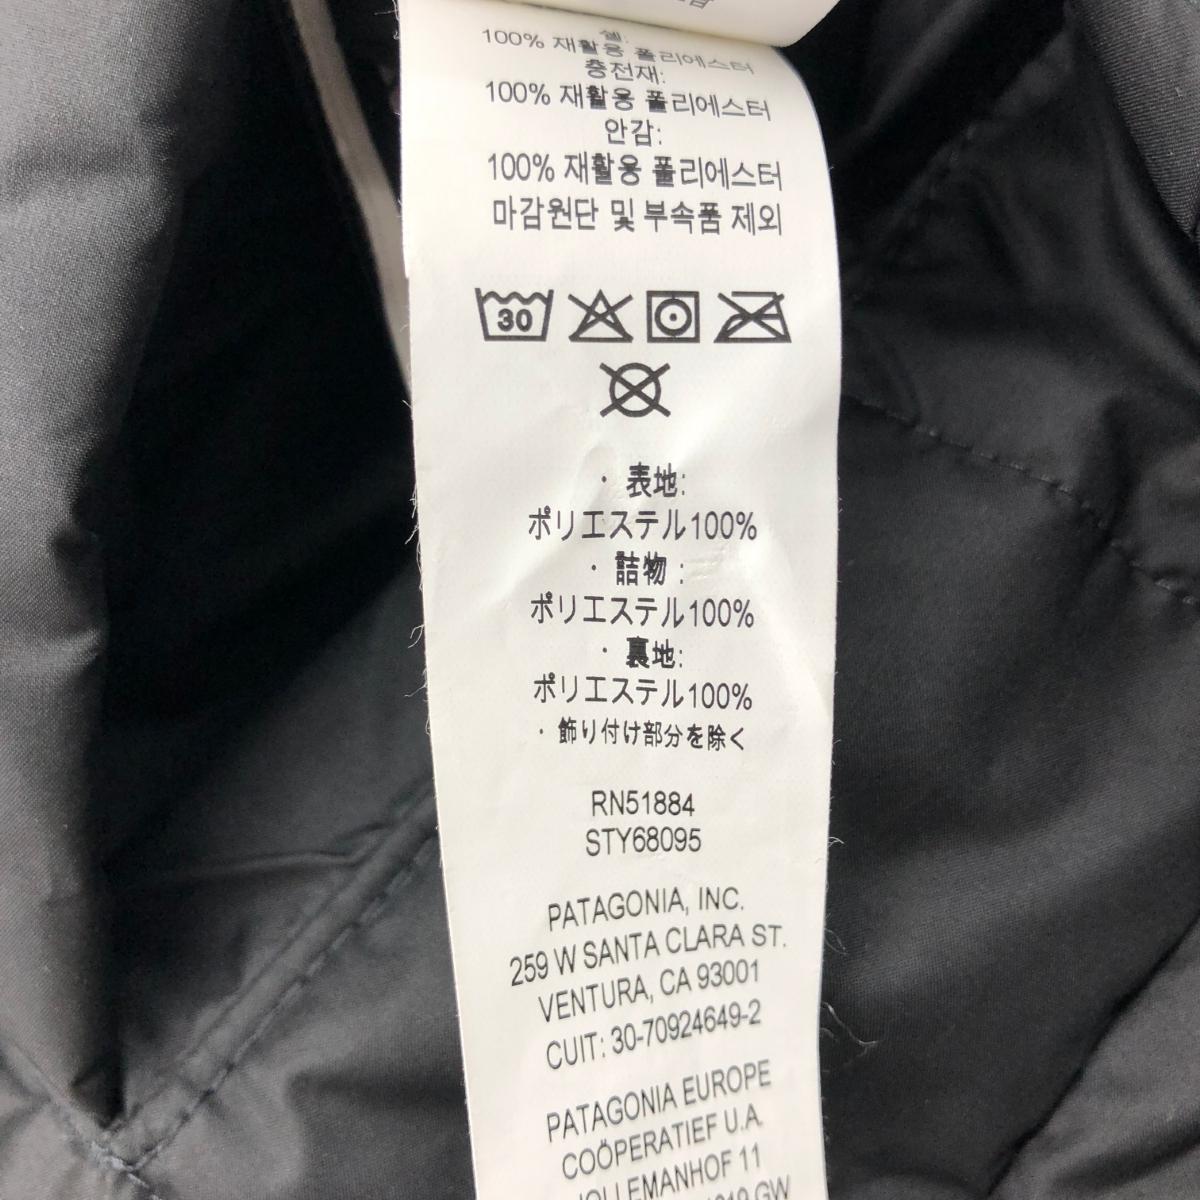 쉘:
100% 재활용 폴리에스터
충전재:
100% 재활용 폴리에스터
안감:
100% 재활용 폴리에스터
마감원단 및 부속품 제외
30
・表地:
ポリエステル100%
・詰物:
ポリエステル100%
・裏地:
ポリエステル100%
・飾り付け部分を除く
RN51884
STY68095
PATAGONIA, INC.
259 W SANTA CLARA ST.
VENTURA, CA 93001
CUIT: 30-70924649-2
PATAGONIA EUROPE
COÖPERATIEF U.A.
JOLLEMANHOF 11
GW